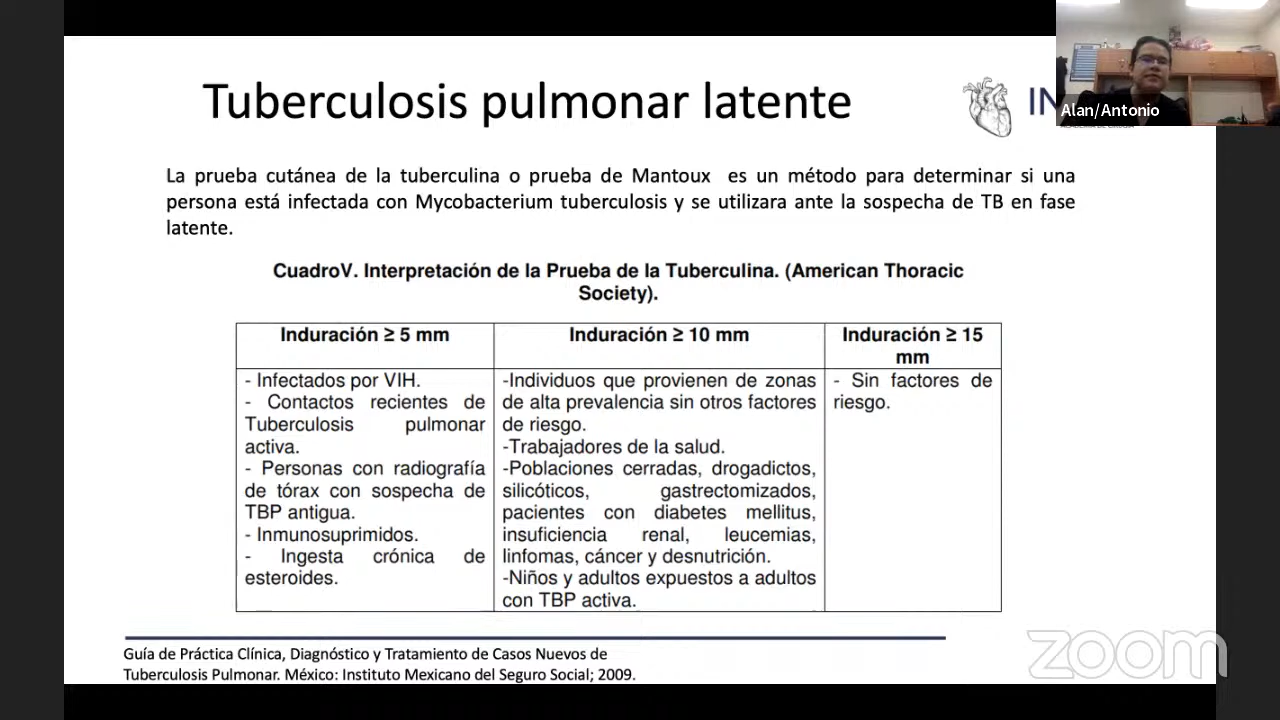 Tuberculosis pulmonar latente
IN
Alan/Antonio
La prueba cutánea de la tuberculina o prueba de Mantoux es un método para determinar si una
persona está infectada con Mycobacterium tuberculosis y se utilizara ante la sospecha de TB en fase
latente.
CuadroV. Interpretación de la Prueba de la Tuberculina. (American Thoracic
Society).
Induración ≥ 5 mm
- Infectados por VIH.
- Contactos recientes de
Tuberculosis pulmonar
activa.
- Personas con radiografía
de tórax con sospecha de
TBP antigua.
- Inmunosuprimidos.
- Ingesta crónica de
esteroides.
Induración ≥ 10 mm
-Individuos que provienen de zonas
de alta prevalencia sin otros factores
de riesgo.
-Trabajadores de la salud.
-Poblaciones cerradas, drogadictos,
silicóticos, gastrectomizados,
pacientes con diabetes mellitus,
insuficiencia renal, leucemias,
linfomas, cáncer y desnutrición.
-Niños y adultos expuestos a adultos
con TBP activa.
Induración ≥ 15
mm
- Sin factores de
riesgo.
Guía de Práctica Clínica, Diagnóstico y Tratamiento de Casos Nuevos de
Tuberculosis Pulmonar. México: Instituto Mexicano del Seguro Social; 2009.
zoom